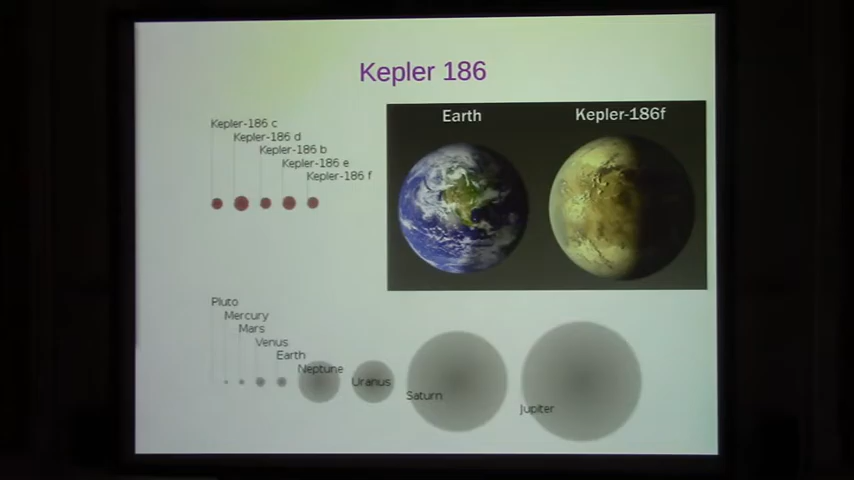 Kepler 186
Kepler-186 c
Kepler-186 d
Kepler-186 b
Kepler-186 e
Kepler-186 f
Earth
Kepler-186f
Pluto
Mercury
Mars
Venus
Earth
Neptune
Uranus
Saturn
Jupiter